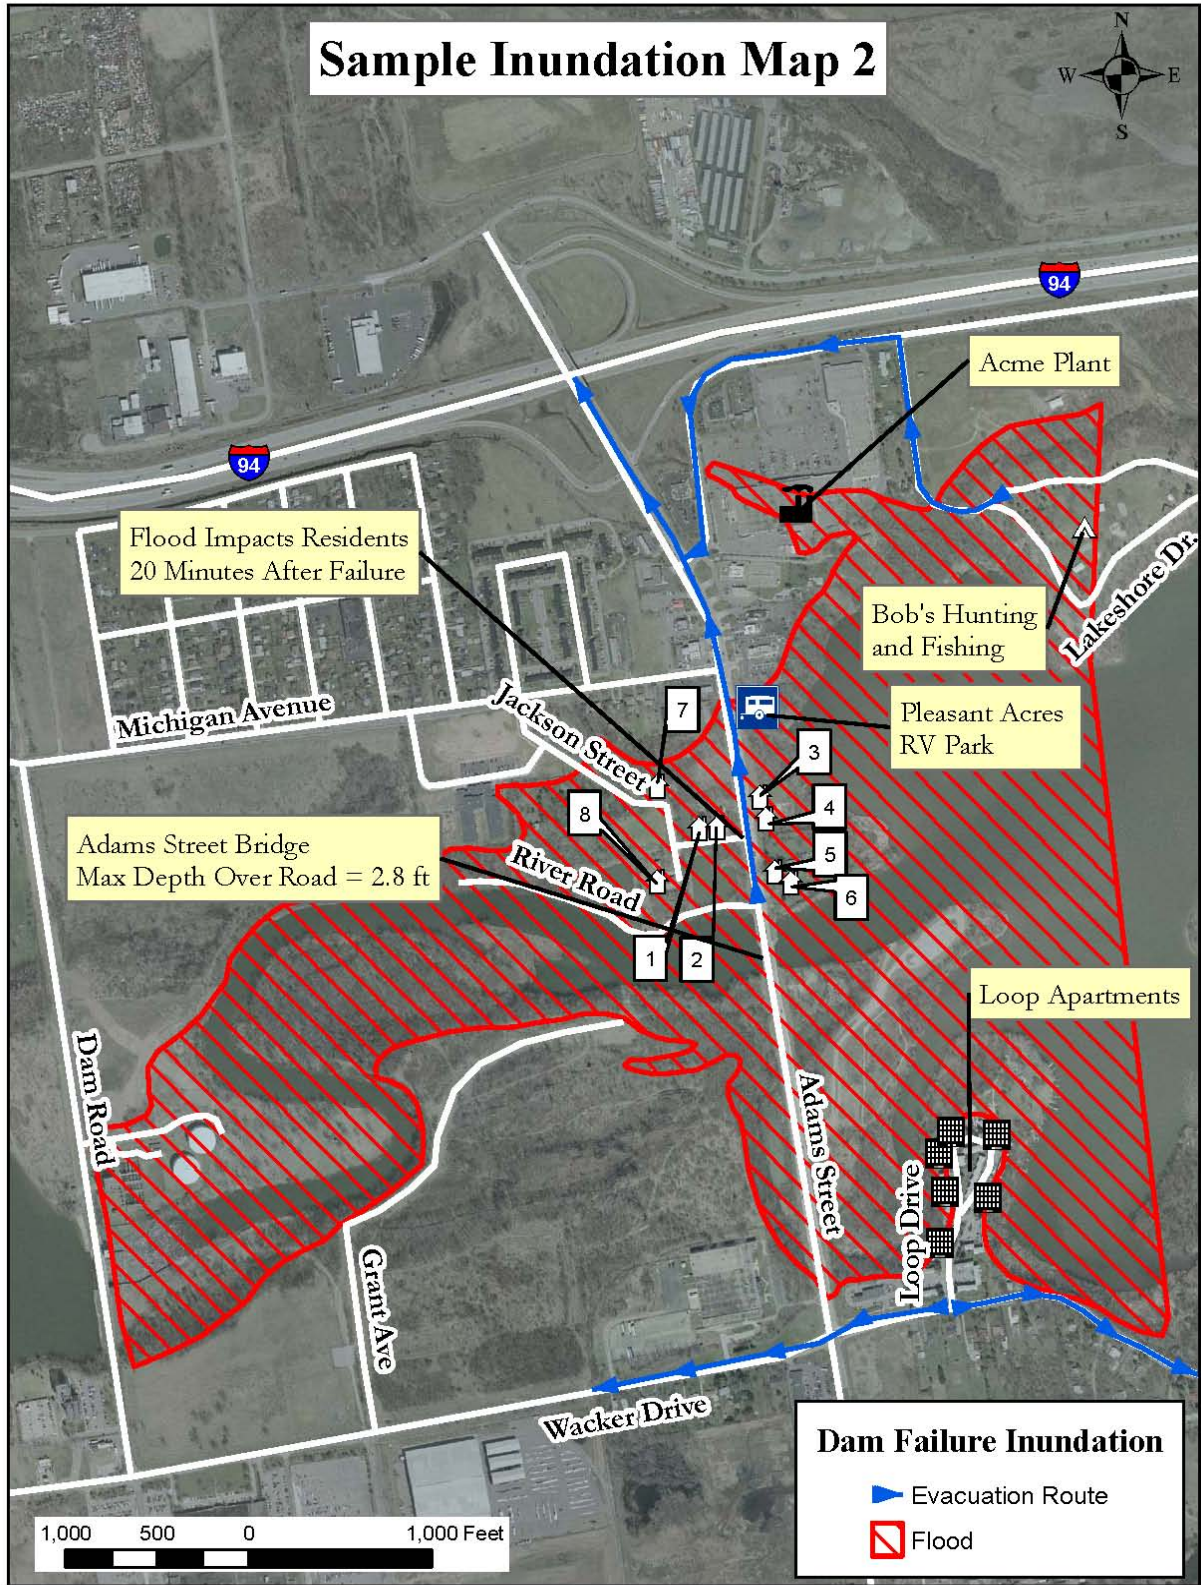 Sample Inundation Map 2
N
W E
S
94
Acme Plant
94
Flood Impacts Residents
20 Minutes After Failure
Bob's Hunting
and Fishing
Lakeshore Dr.
Michigan Avenue
Jackson Street
7
Pleasant Acres
RV Park
3
4
8
Adams Street Bridge
Max Depth Over Road = 2.8 ft
River Road
5
6
1
2
Loop Apartments
Dam Road
Adams Street
Loop Drive
Grant Ave
Wacker Drive
Dam Failure Inundation
Evacuation Route
Flood
1,000 500 0 1,000 Feet